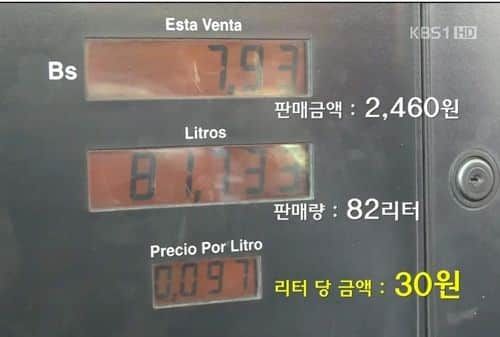 KBS1 HD
Esta Venta
Bs 7,93
판매금액 : 2,460원
Litros
81,733
판매량 : 82리터
Precio Por Litro
0,097
리터 당 금액 : 30원